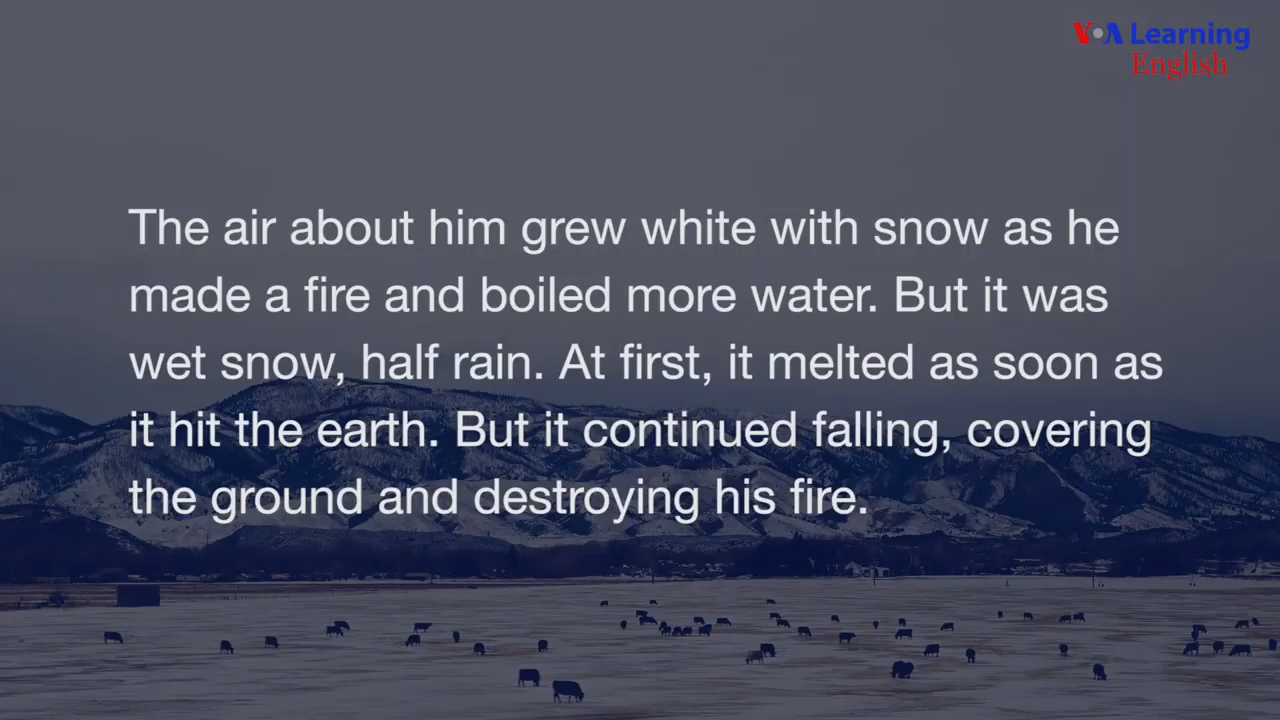 VOA Learning
English
The air about him grew white with snow as he
made a fire and boiled more water. But it was
wet snow, half rain. At first, it melted as soon as
it hit the earth. But it continued falling, covering
the ground and destroying his fire.